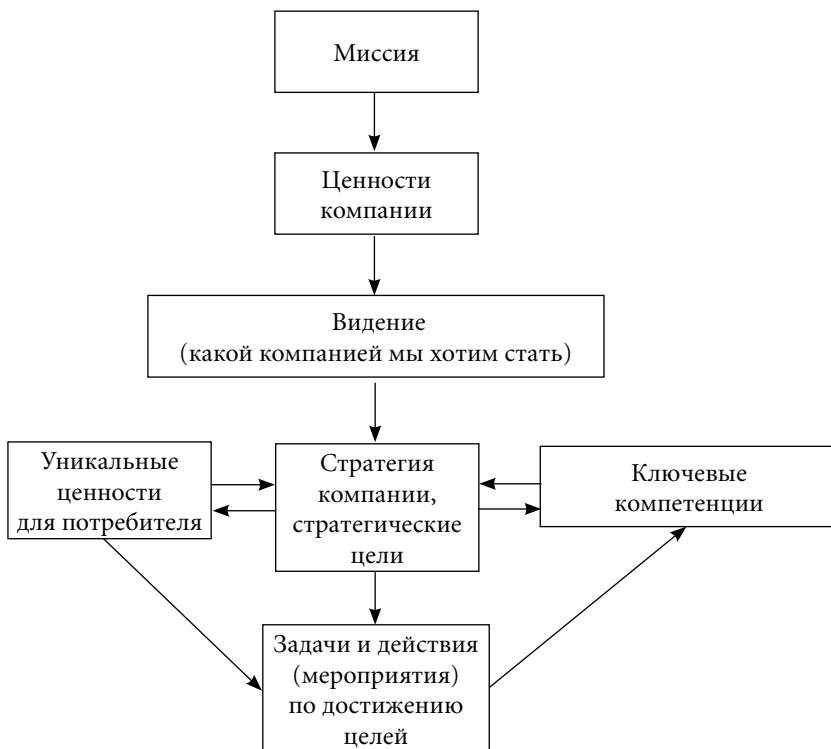 Миссия
Ценности
компании
Видение
(какой компанией мы хотим стать)
Уникальные
ценности
для потребителя
Стратегия
компании,
стратегические
цели
Ключевые
компетенции
Задачи и действия
(мероприятия)
по достижению
целей